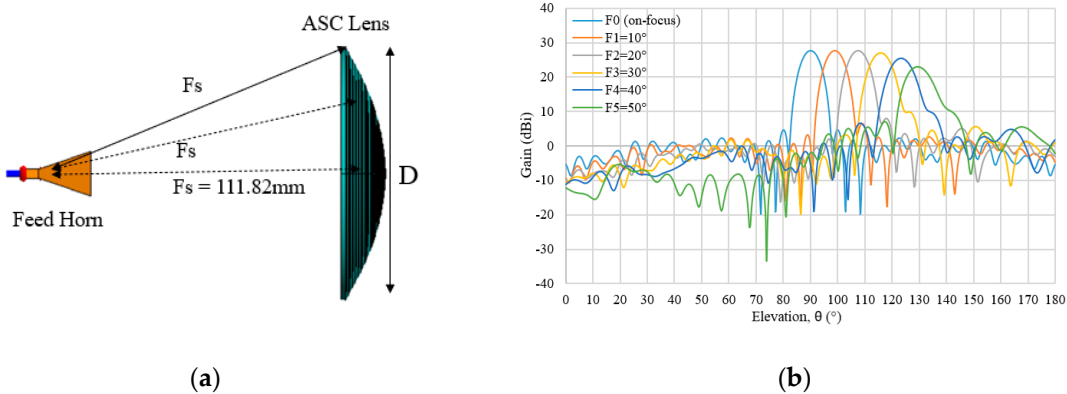 ASC Lens
Fs
Fs
Fs = 111.82mm
D
Feed Horn
(a)
F0 (on-focus)
F1=10°
F2=20°
F3=30°
F4=40°
F5=50°
40
30
20
10
0
-10
-20
-30
-40
Gain (dBi)
0 10 20 30 40 50 60 70 80 90 100 110 120 130 140 150 160 170 180
Elevation, θ (°)
(b)